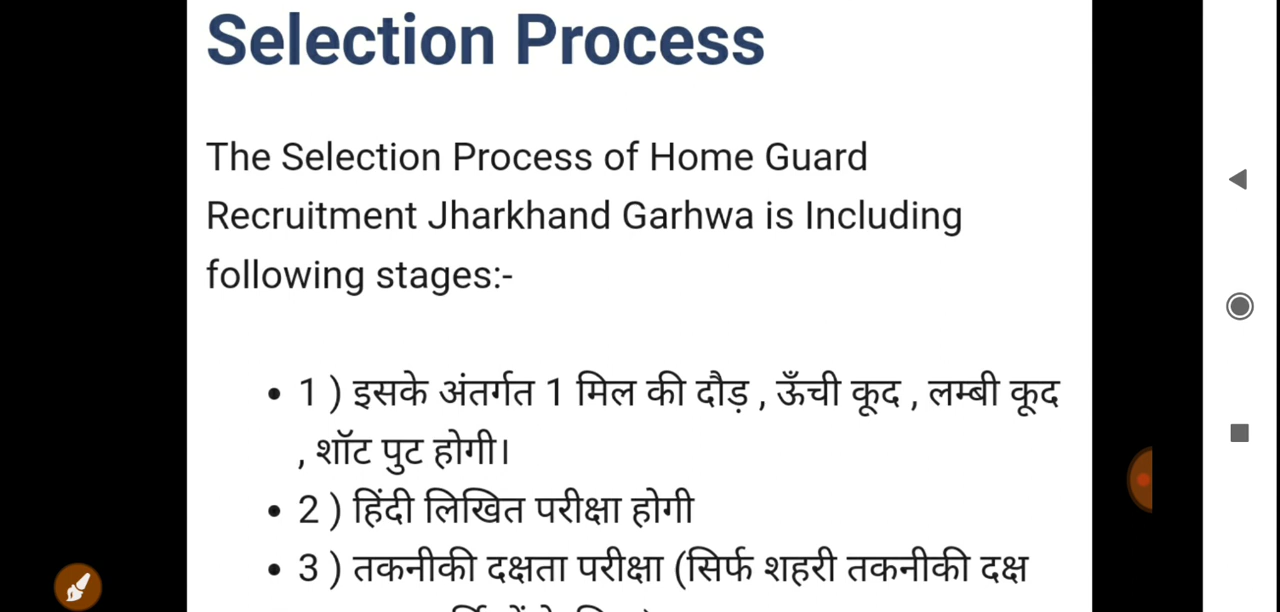 Selection Process
The Selection Process of Home Guard
Recruitment Jharkhand Garhwa is Including
following stages:-
• 1 ) इसके अंतर्गत 1 मिल की दौड़ , ऊँची कूद , लम्बी कूद
, शॉट पुट होगी।
• 2 ) हिंदी लिखित परीक्षा होगी
• 3 ) तकनीकी दक्षता परीक्षा (सिर्फ शहरी तकनीकी दक्ष